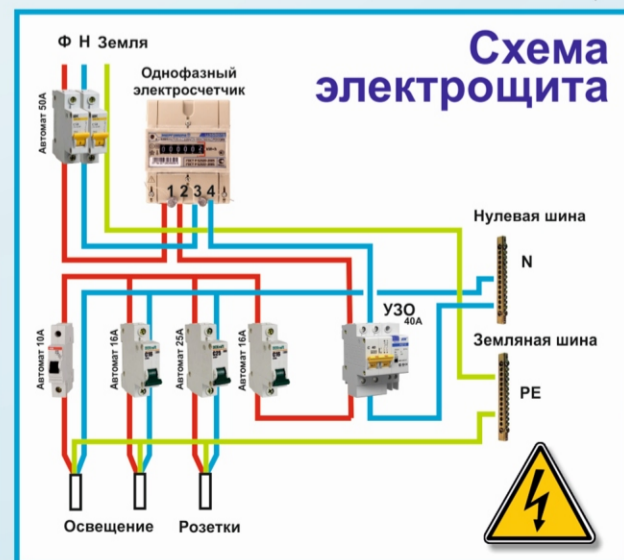 Схема
электрощита
Ф Н Земля
Однофазный
электросчетчик
Автомат 50А
1 2 3 4
Нулевая шина
N
УЗО
40А
Земляная шина
PE
Автомат 10А
Автомат 16А
Автомат 25А
Автомат 16А
Освещение
Розетки